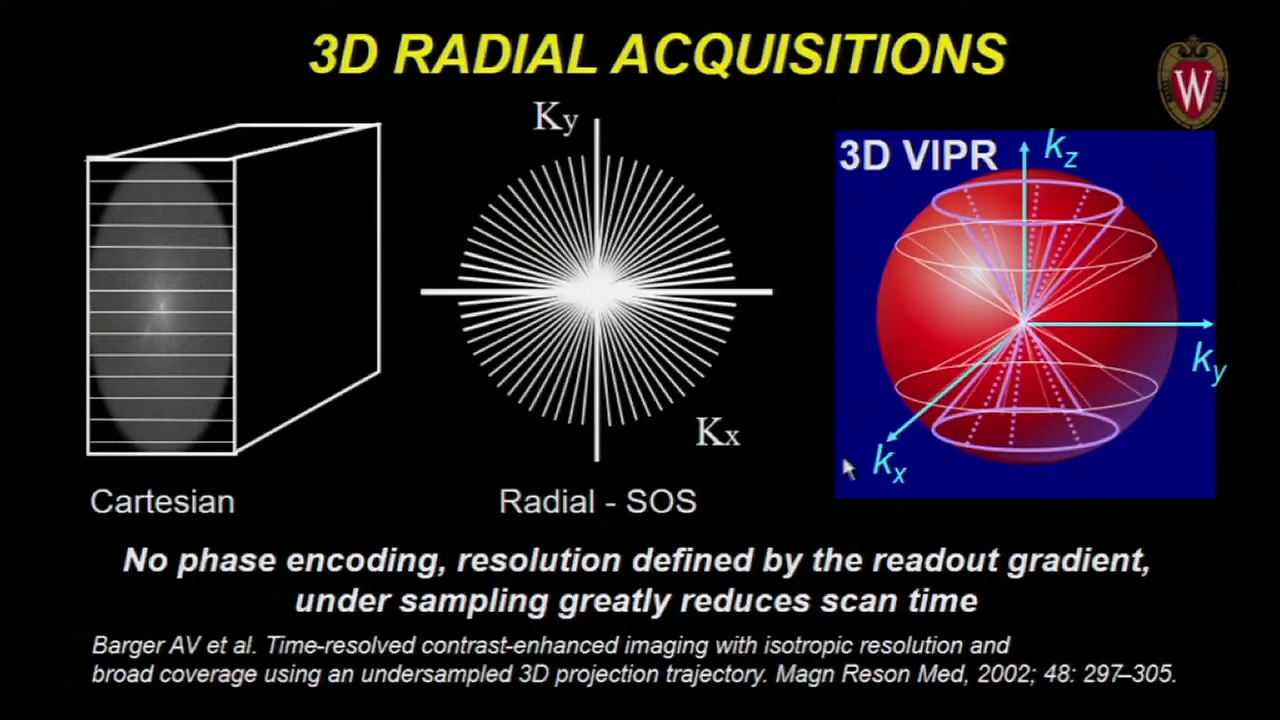 3D RADIAL ACQUISITIONS
W
Ky
Kx
3D VIPR
kz
ky
kx
Cartesian
Radial - SOS
No phase encoding, resolution defined by the readout gradient,
under sampling greatly reduces scan time
Barger AV et al. Time-resolved contrast-enhanced imaging with isotropic resolution and
broad coverage using an undersampled 3D projection trajectory. Magn Reson Med, 2002; 48: 297–305.